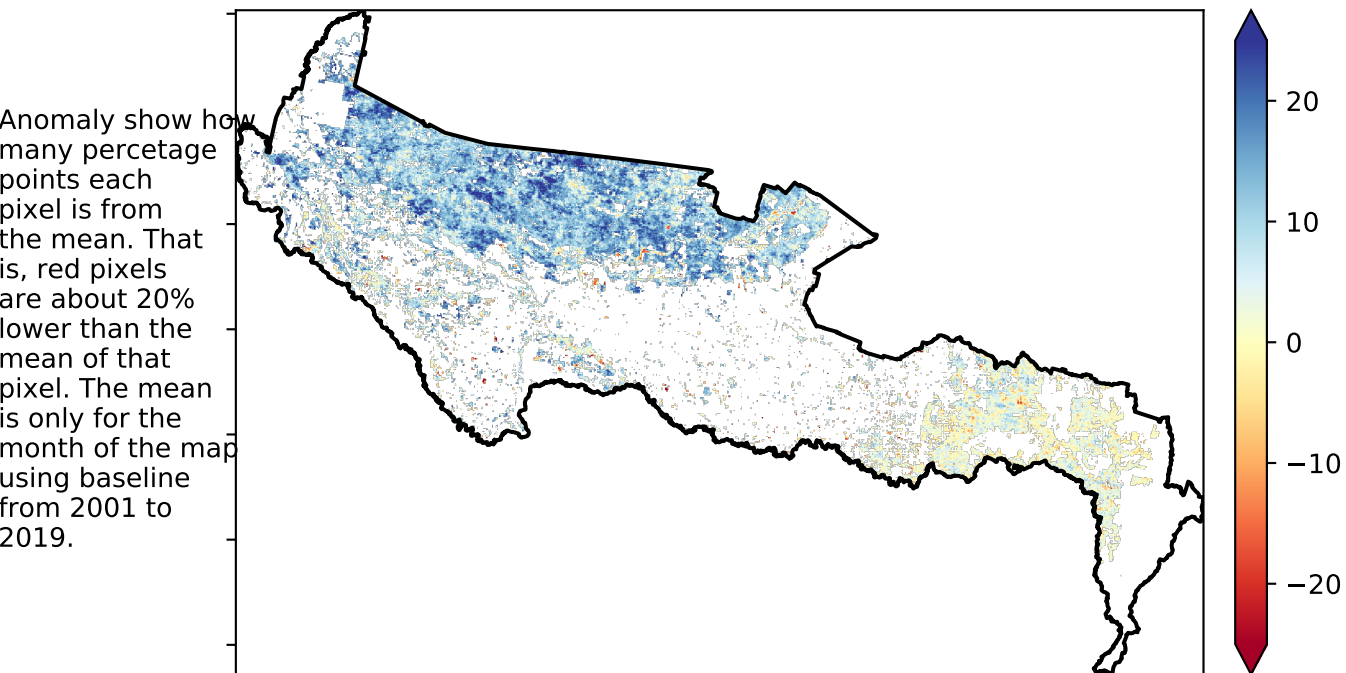 Anomaly show how
many percetage
points each
pixel is from
the mean. That
is, red pixels
are about 20%
lower than the
mean of that
pixel. The mean
is only for the
month of the map
using baseline
from 2001 to
2019.
20
10
0
−10
−20